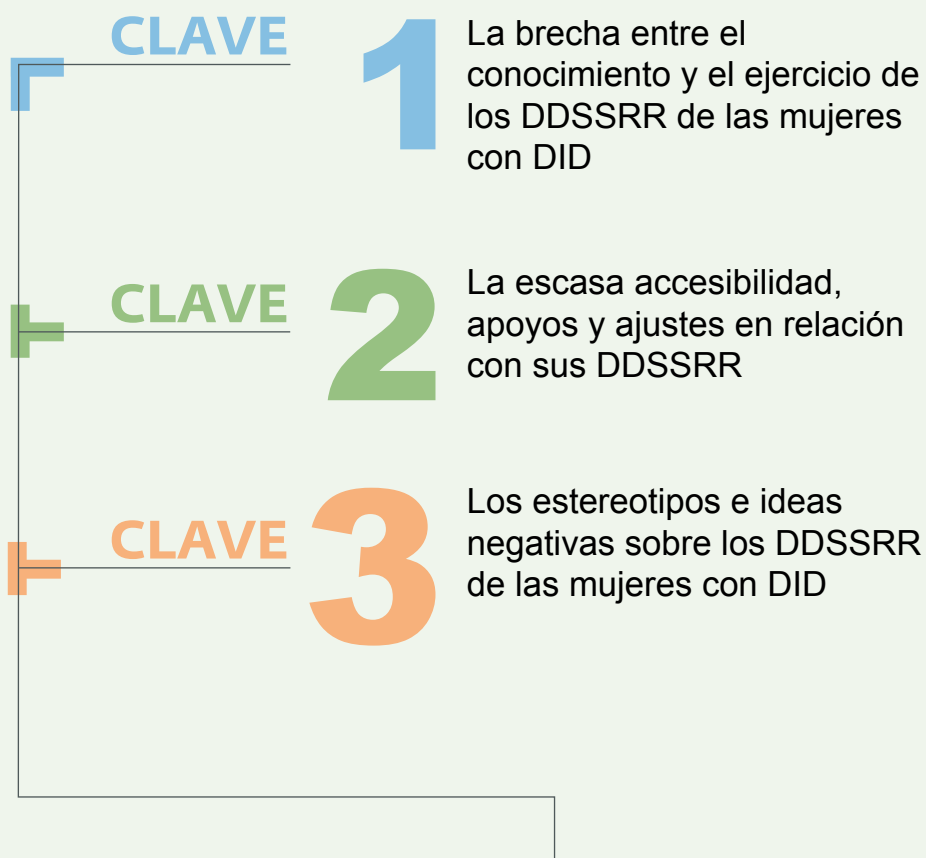 CLAVE 1
La brecha entre el
conocimiento y el ejercicio de
los DDSSRR de las mujeres
con DID
CLAVE 2
La escasa accesibilidad,
apoyos y ajustes en relación
con sus DDSSRR
CLAVE 3
Los estereotipos e ideas
negativas sobre los DDSSRR
de las mujeres con DID